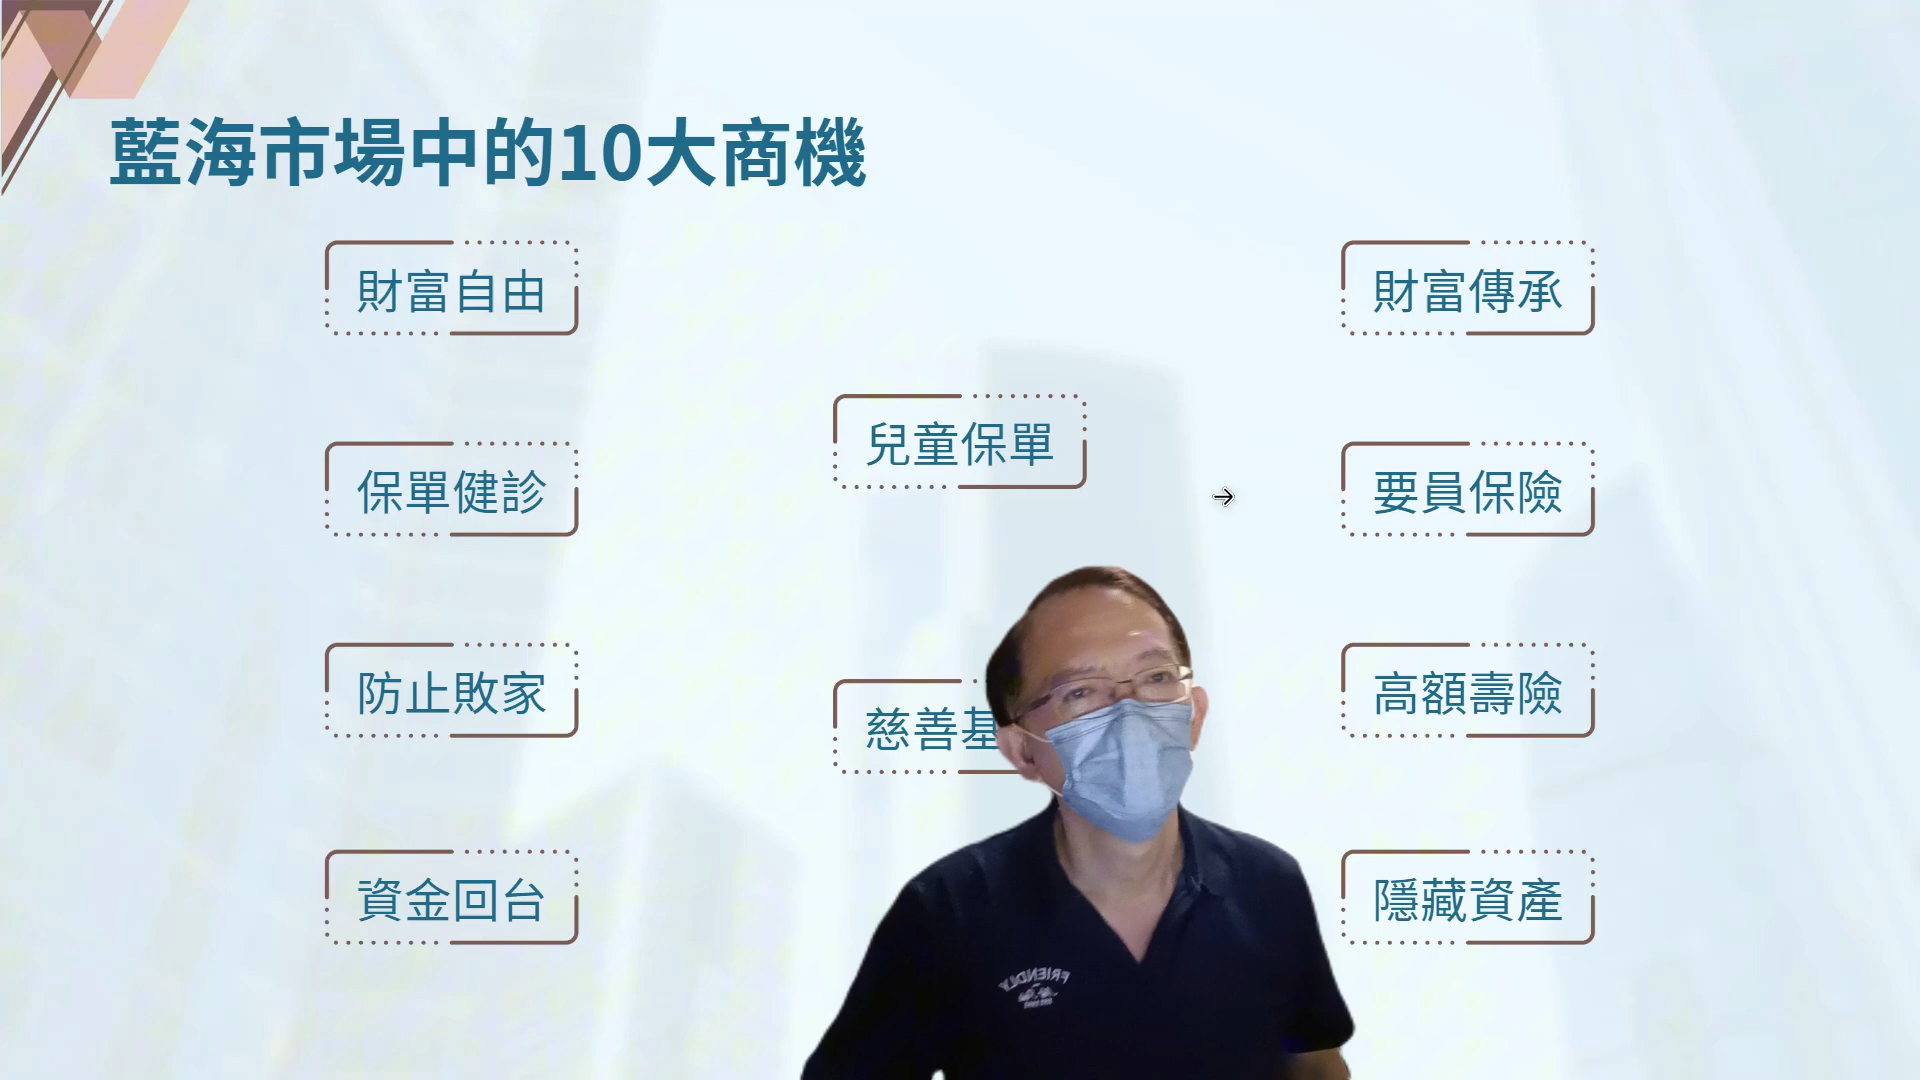 藍海市場中的10大商機
財富自由
財富傳承
兒童保單
保單健診
要員保險
防止敗家
高額壽險
慈善基
資金回台
隱藏資產
FRIENDLY